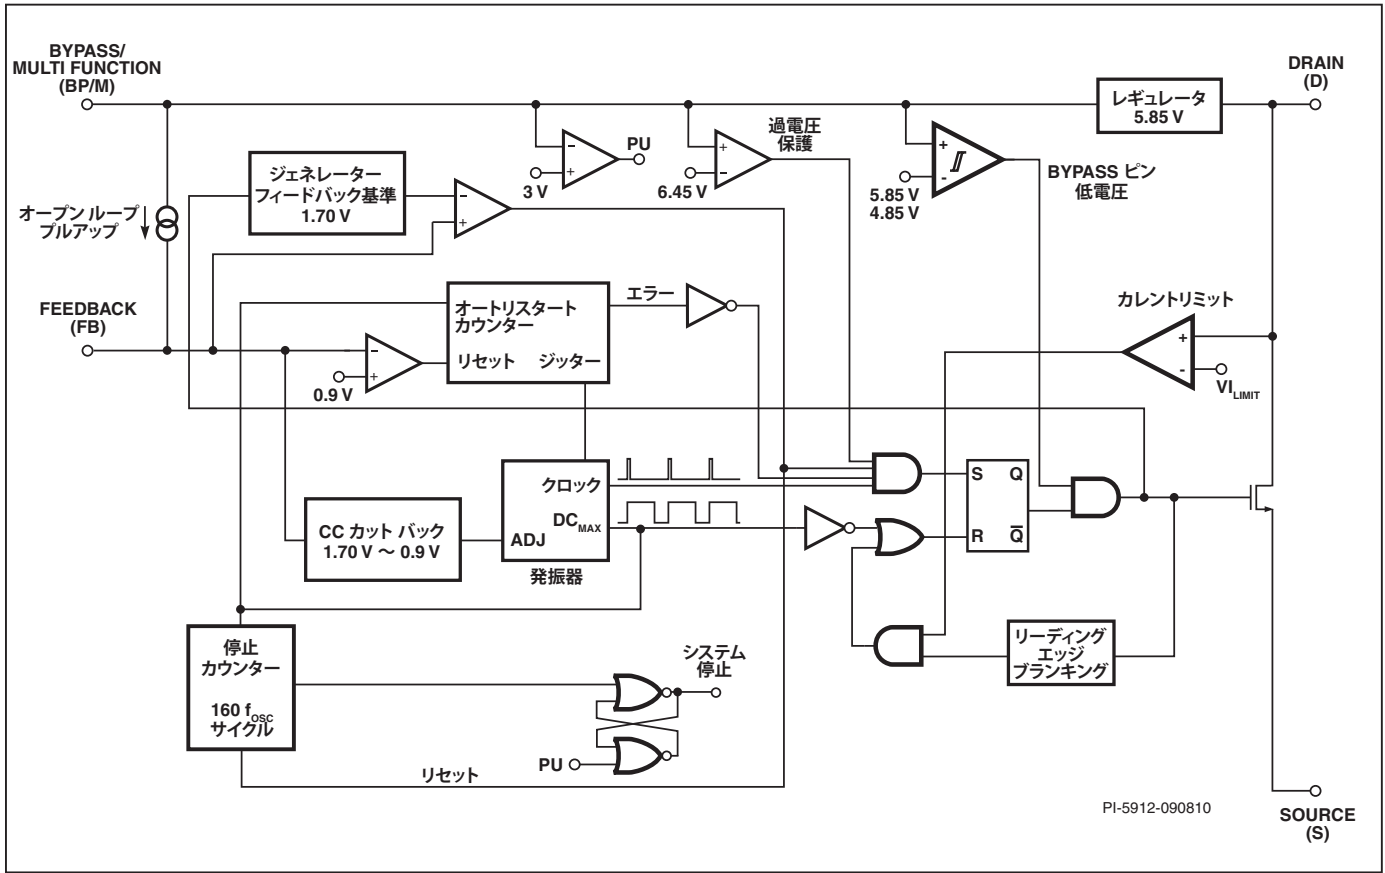 BYPASS/
MULTI FUNCTION
(BP/M)
DRAIN
(D)
レギュレータ
5.85 V
PU
3 V
過電圧
保護
6.45 V
5.85 V
4.85 V
BYPASS ピン
低電圧
ジェネレーター
フィードバック基準
1.70 V
オープン ループ
プルアップ
FEEDBACK
(FB)
オートリスタート
カウンター
リセット ジッター
エラー
0.9 V
カレントリミット
VILIMIT
クロック
DCMAX
ADJ
発振器
CC カット バック
1.70 V ～ 0.9 V
S Q
R Q̅
リーディング
エッジ
ブランキング
停止
カウンター
160 fOSC
サイクル
システム
停止
PU
リセット
PI-5912-090810
SOURCE
(S)